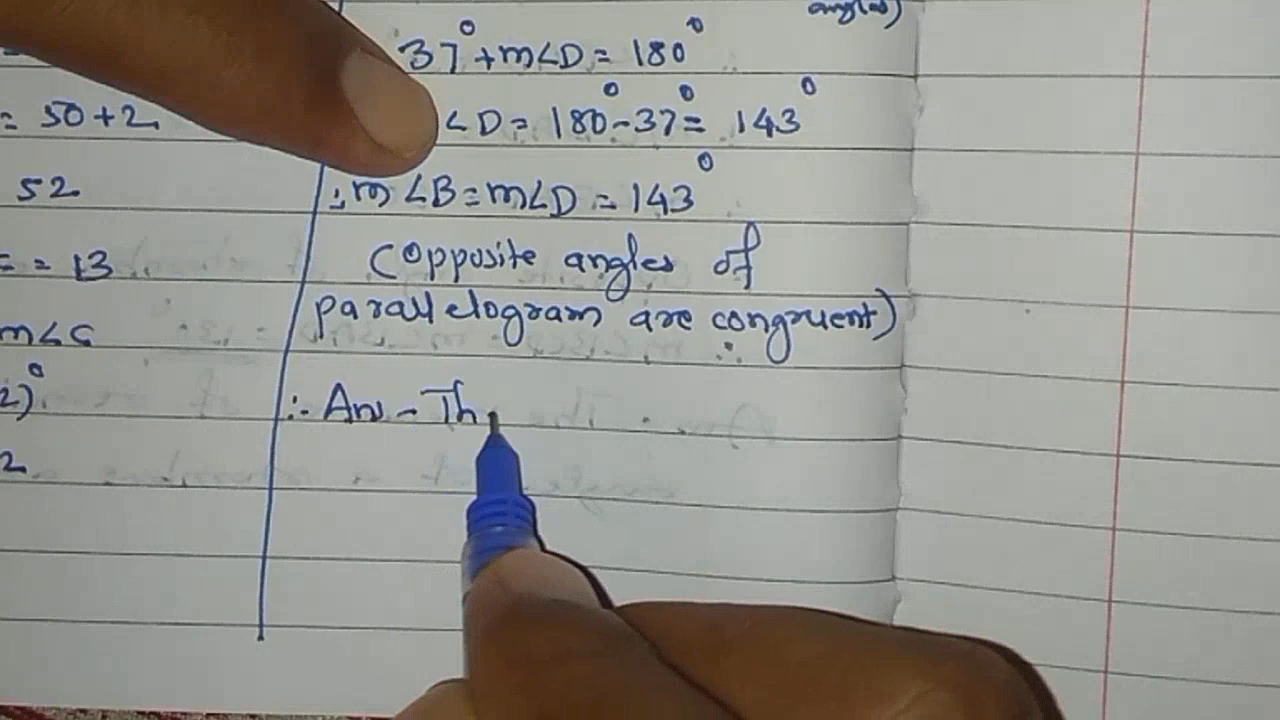 = 50+2
52
= = 13
m∠C
2)°
2
angles)
37° + m∠D = 180°
∠D = 180° - 37° = 143°
∴ m∠B = m∠D = 143°
(opposite angles of
parallelogram are congruent)
∴ Ans - Th